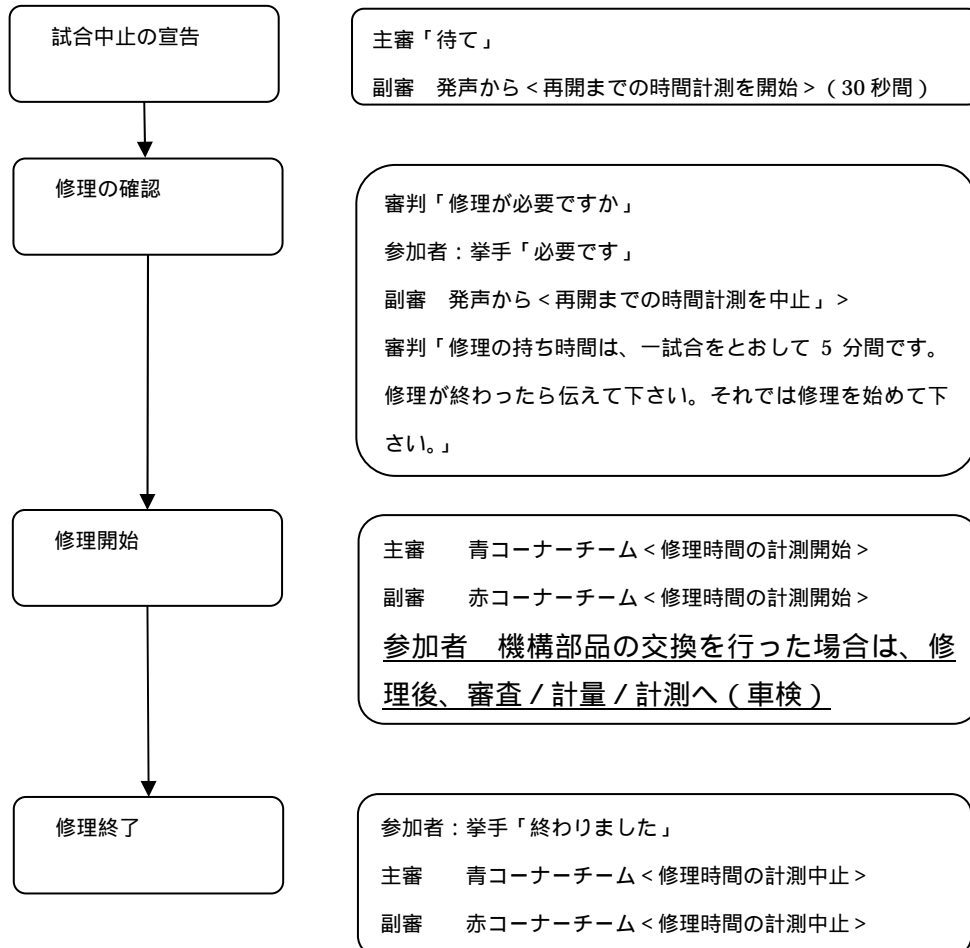 試合中止の宣告
主審「待て」
副審　発声から<再開までの時間計測を開始>(30秒間)
修理の確認
審判「修理が必要ですか」
参加者:挙手「必要です」
副審　発声から<再開までの時間計測を中止」>
審判「修理の持ち時間は、一試合をとおして 5 分間です。
修理が終わったら伝えて下さい。それでは修理を始めて下
さい。」
修理開始
主審　　青コーナーチーム<修理時間の計測開始>
副審　　赤コーナーチーム<修理時間の計測開始>
参加者　機構部品の交換を行った場合は、修
理後、審査/計量/計測へ(車検)
修理終了
参加者:挙手「終わりました」
主審　　青コーナーチーム<修理時間の計測中止>
副審　　赤コーナーチーム<修理時間の計測中止>